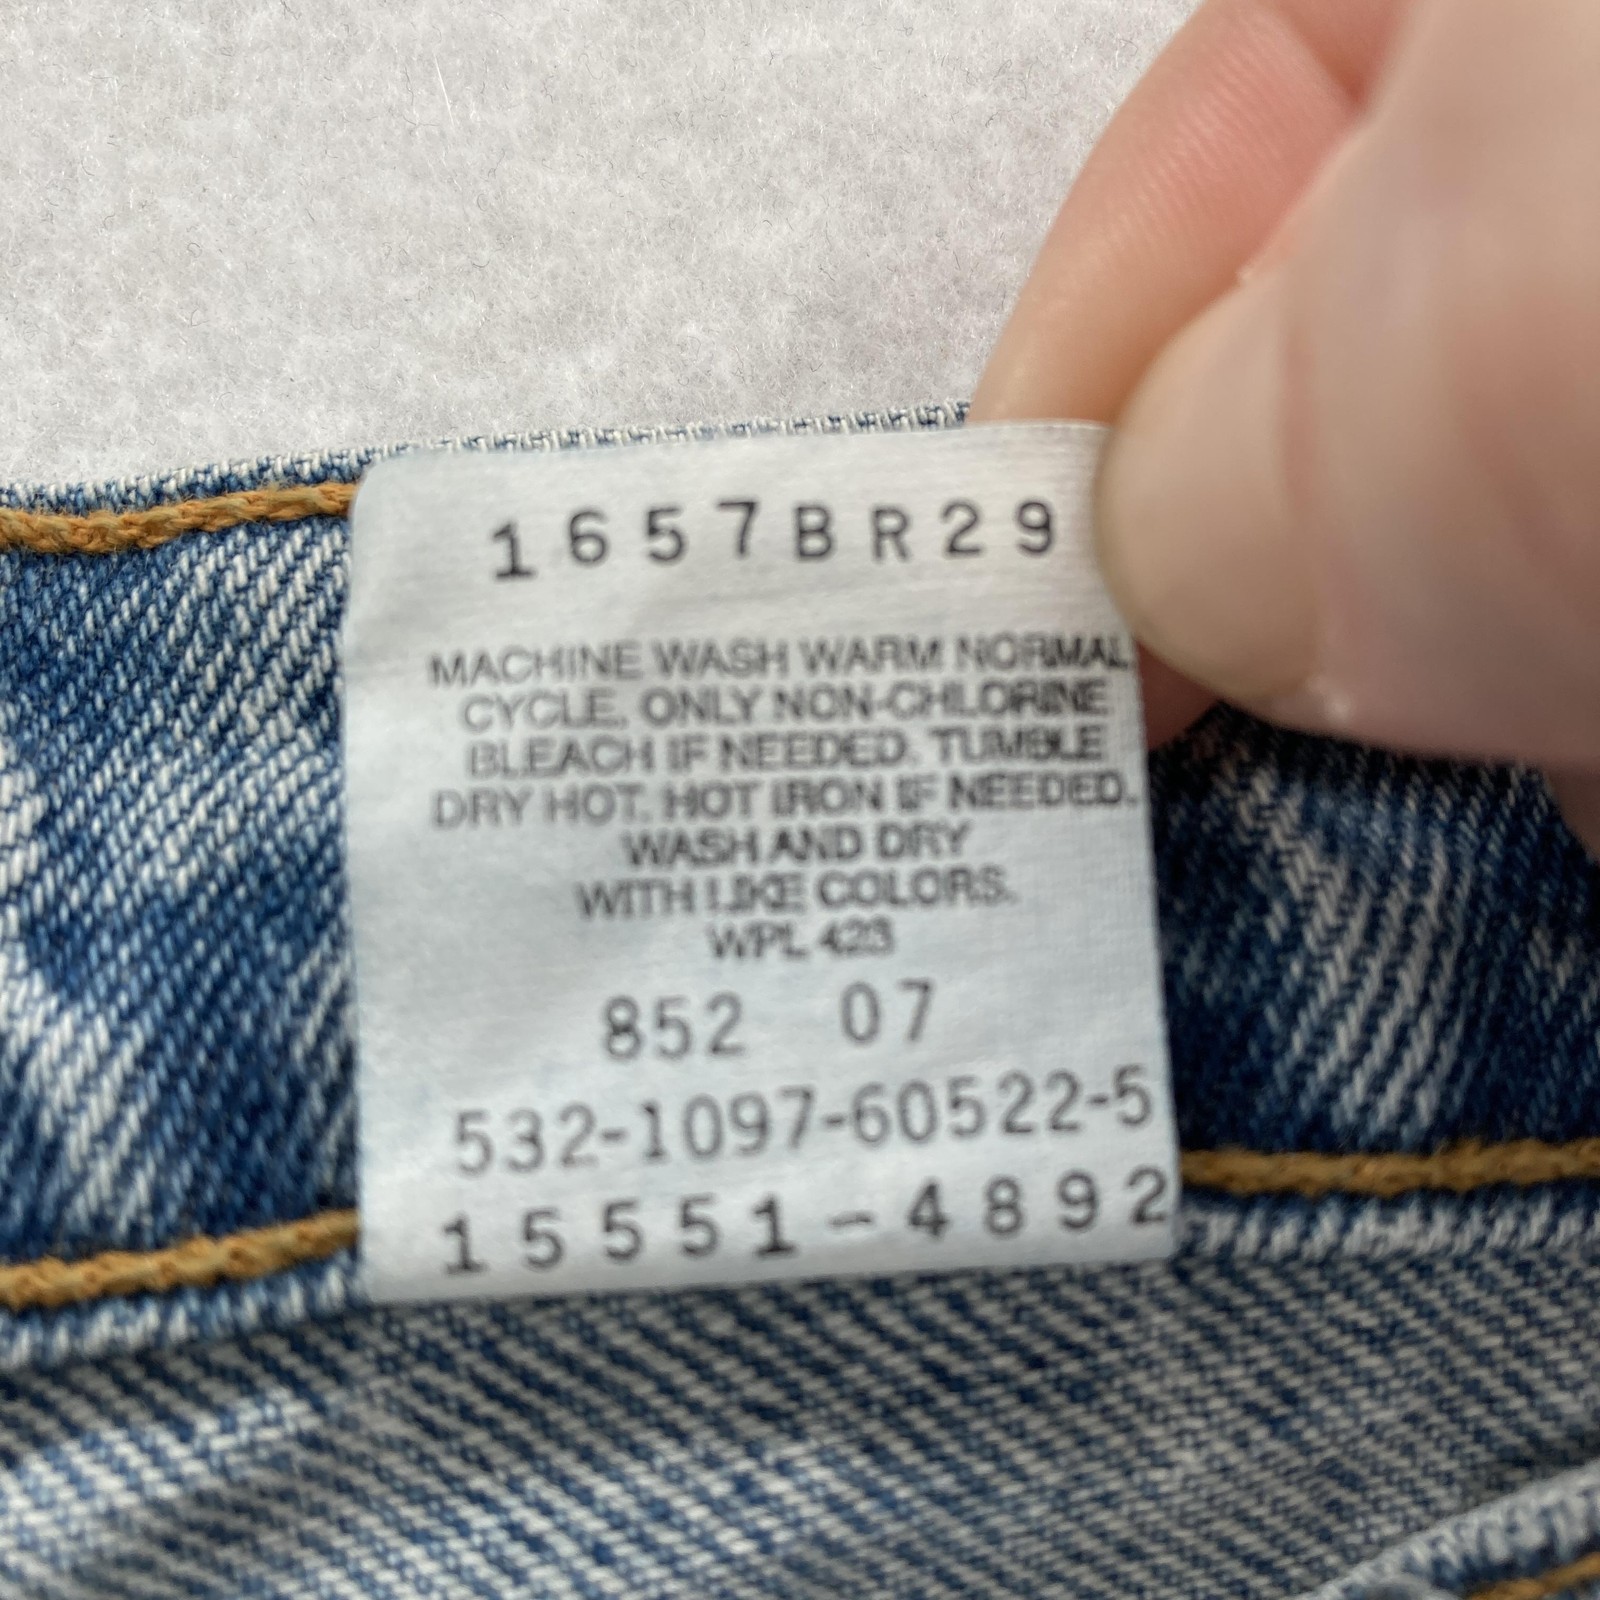 1657BR29
MACHINE WASH WARM NORMAL
CYCLE. ONLY NON-CHLORINE
BLEACH IF NEEDED. TUMBLE
DRY HOT. HOT IRON IF NEEDED.
WASH AND DRY
WITH LIKE COLORS.
WPL 423
852 07
532-1097-60522-5
15551-4892